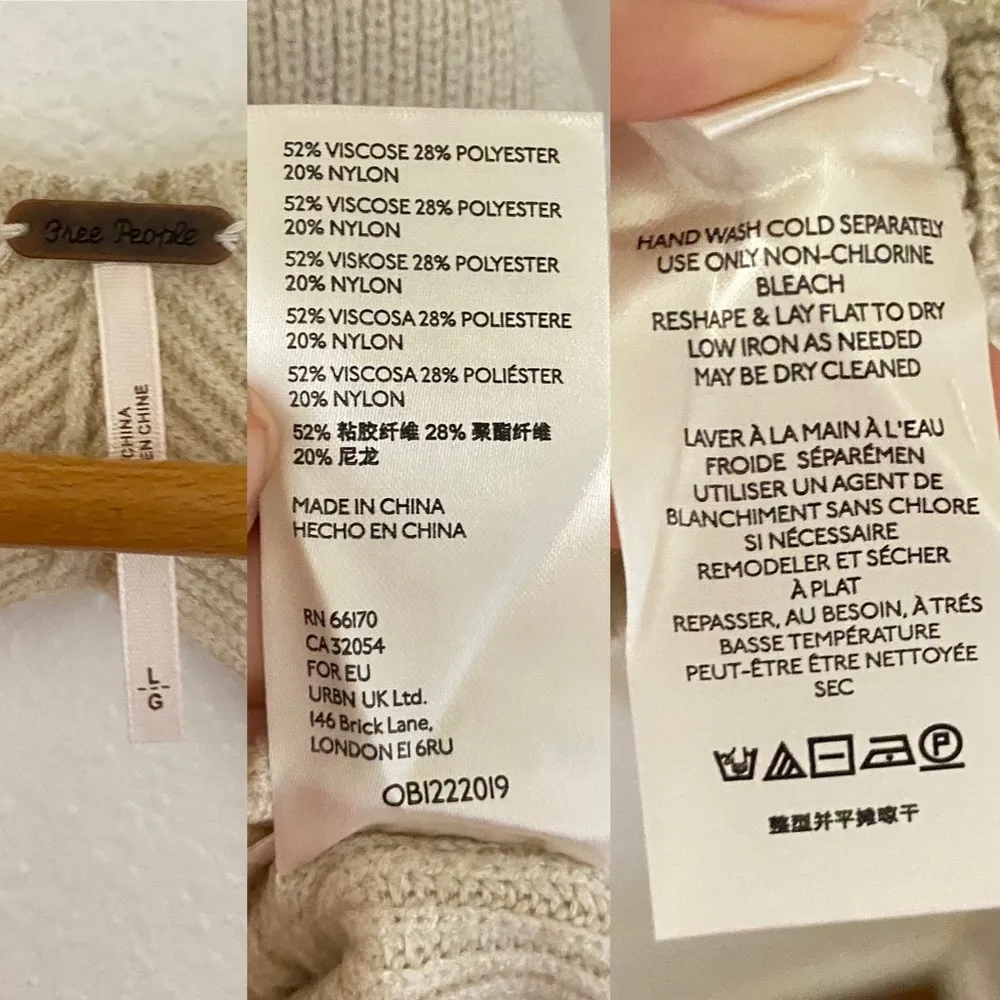 Free People
CHINA
EN CHINE
L
G
52% VISCOSE 28% POLYESTER
20% NYLON
52% VISCOSE 28% POLYESTER
20% NYLON
52% VISKOSE 28% POLYESTER
20% NYLON
52% VISCOSA 28% POLIESTERE
20% NYLON
52% VISCOSA 28% POLIÉSTER
20% NYLON
52% 粘胶纤维 28% 聚酯纤维
20% 尼龙
MADE IN CHINA
HECHO EN CHINA
RN 66170
CA 32054
FOR EU
URBN UK Ltd.
146 Brick Lane,
LONDON E1 6RU
OB1222019
HAND WASH COLD SEPARATELY
USE ONLY NON-CHLORINE
BLEACH
RESHAPE & LAY FLAT TO DRY
LOW IRON AS NEEDED
MAY BE DRY CLEANED
LAVER À LA MAIN À L'EAU
FROIDE SÉPARÉMEN
UTILISER UN AGENT DE
BLANCHIMENT SANS CHLORE
SI NÉCESSAIRE
REMODELER ET SÉCHER
À PLAT
REPASSER, AU BESOIN, À TRÉS
BASSE TEMPÉRATURE
PEUT-ÊTRE ÊTRE NETTOYÉE
SEC
P
整型并平摊晾干